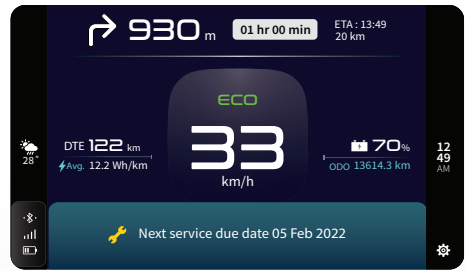 930 m
01 hr 00 min
ETA : 13:49
20 km
ECO
33
km/h
DTE 122 km
Avg. 12.2 Wh/km
70%
ODO 13614.3 km
28°
12
49
AM
Next service due date 05 Feb 2022